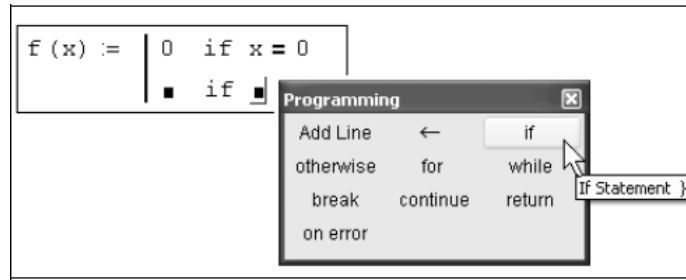 f (x) := 0 if x = 0
▪ if ▪
Programming
Add Line ← if
otherwise for while
break continue return
on error
If Statement }